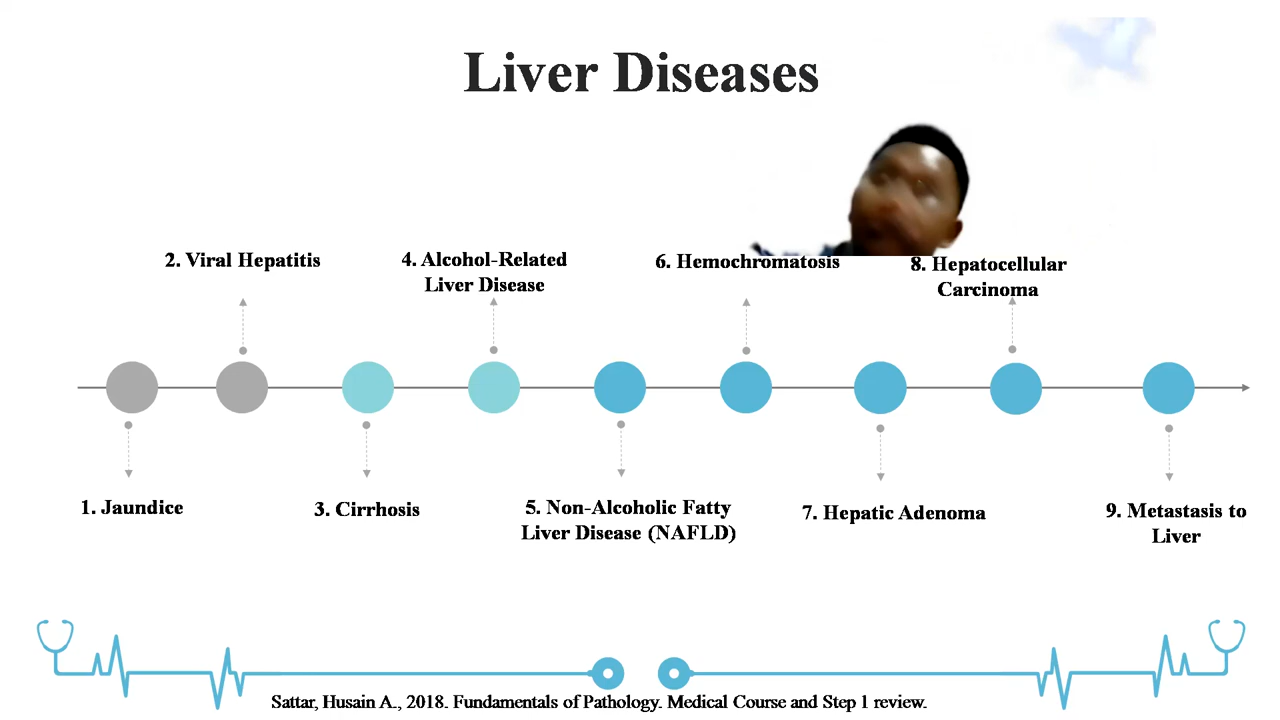 Liver Diseases
2. Viral Hepatitis
4. Alcohol-Related
Liver Disease
6. Hemochromatosis
8. Hepatocellular
Carcinoma
1. Jaundice
3. Cirrhosis
5. Non-Alcoholic Fatty
Liver Disease (NAFLD)
7. Hepatic Adenoma
9. Metastasis to
Liver
Sattar, Husain A., 2018. Fundamentals of Pathology. Medical Course and Step 1 review.